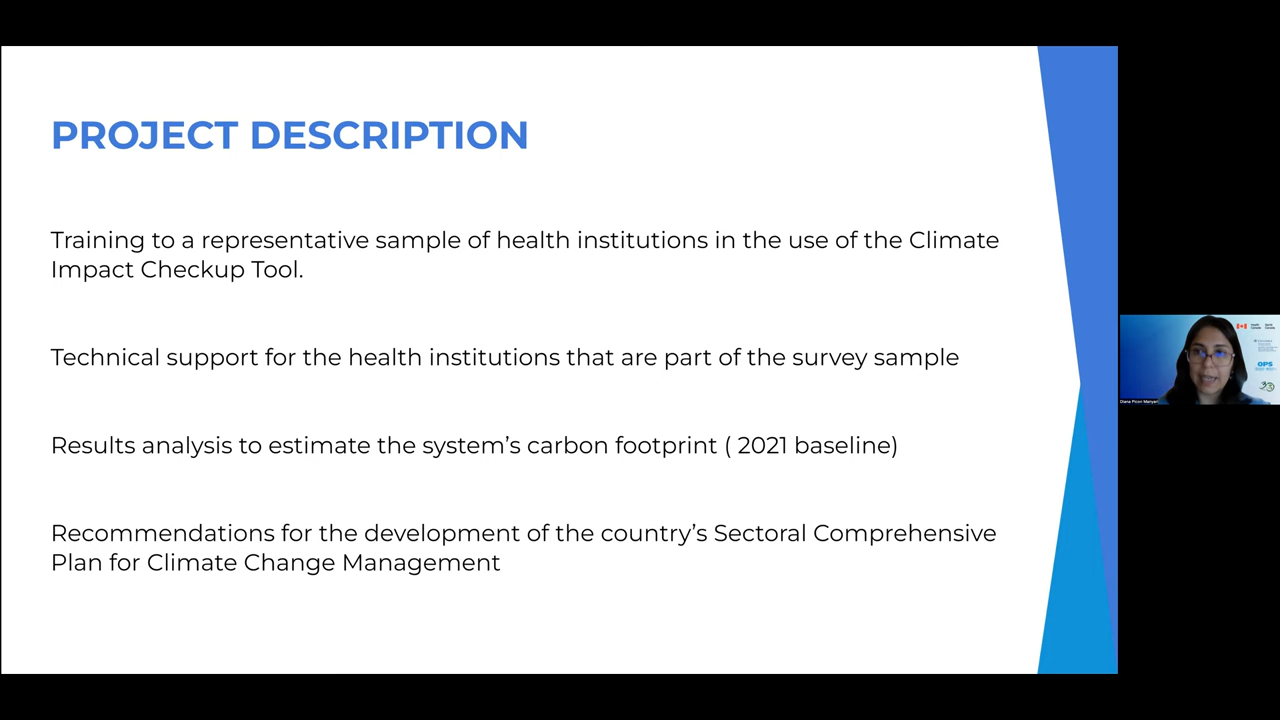 PROJECT DESCRIPTION
Training to a representative sample of health institutions in the use of the Climate
Impact Checkup Tool.
Technical support for the health institutions that are part of the survey sample
Results analysis to estimate the system's carbon footprint ( 2021 baseline)
Recommendations for the development of the country's Sectoral Comprehensive
Plan for Climate Change Management
OPS